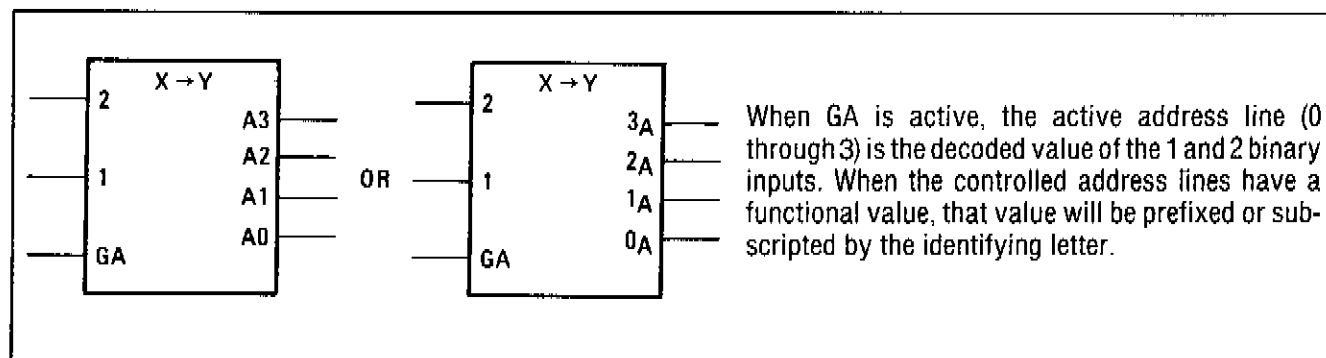 X → Y
2
1
GA
A3
A2
A1
A0
OR
X → Y
2
1
GA
3A
2A
1A
0A
When GA is active, the active address line (0
through 3) is the decoded value of the 1 and 2 binary
inputs. When the controlled address lines have a
functional value, that value will be prefixed or sub-
scripted by the identifying letter.